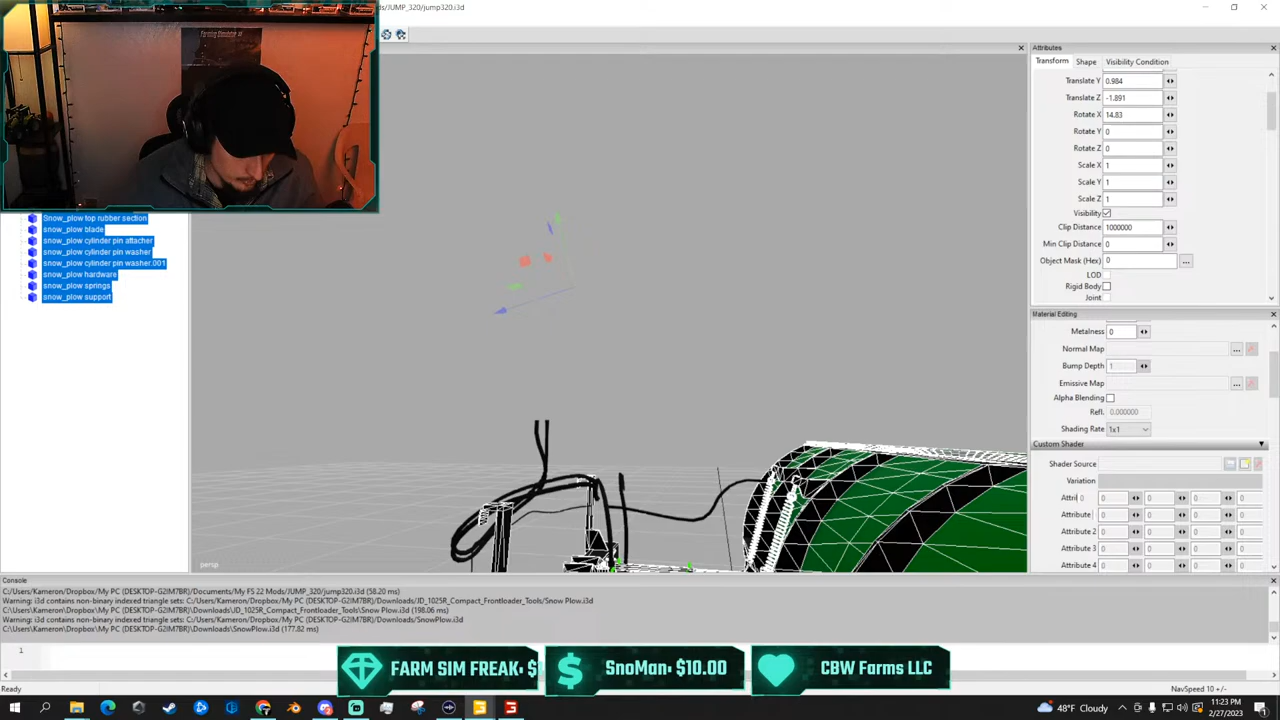 ods/JUMP_320/jump320.i3d
Attributes
Transform Shape Visibility Condition
Translate Y 0.984
Translate Z -1.891
Rotate X 14.83
Rotate Y 0
Rotate Z 0
Scale X 1
Scale Y 1
Scale Z 1
Visibility
Clip Distance 1000000
Min Clip Distance 0
Object Mask (Hex) 0 ...
LOD
Rigid Body
Joint
Snow_plow top rubber section
snow_plow blade
snow_plow cylinder pin attacher
snow_plow cylinder pin washer
snow_plow cylinder pin washer.001
snow_plow hardware
snow_plow springs
snow_plow support
Material Editing
Metalness 0
Normal Map ...
Bump Depth 1
Emissive Map ...
Alpha Blending
Refl. 0.000000
Shading Rate 1x1
Custom Shader
Shader Source
Variation
Attri 0 0 0 0 0
Attribute 0 0 0 0
Attribute 2 0 0 0 0
Attribute 3 0 0 0 0
Attribute 4 0 0 0 0
persp
Console
C:/Users/Kameron/Dropbox/My PC (DESKTOP-G2IM7BR)/Documents/My FS 22 Mods/JUMP_320/jump320.i3d (58.20 ms)
Warning: i3d contains non-binary indexed triangle sets: C:/Users/Kameron/Dropbox/My PC (DESKTOP-G2IM7BR)/Downloads/JD_1025R_Compact_Frontloader_Tools/Snow Plow.i3d
C:\Users\Kameron\Dropbox\My PC (DESKTOP-G2IM7BR)\Downloads\JD_1025R_Compact_Frontloader_Tools\Snow Plow.i3d (198.06 ms)
Warning: i3d contains non-binary indexed triangle sets: C:/Users/Kameron/Dropbox/My PC (DESKTOP-G2IM7BR)/Downloads/SnowPlow.i3d
C:\Users\Kameron\Dropbox\My PC (DESKTOP-G2IM7BR)\Downloads\SnowPlow.i3d (177.82 ms)
1
FARM SIM FREAK: $
$ SnaMan: $10.00
CBW Farms LLC
Ready
NavSpeed 10 +/-
48°F Cloudy
11:23 PM
2/27/2023